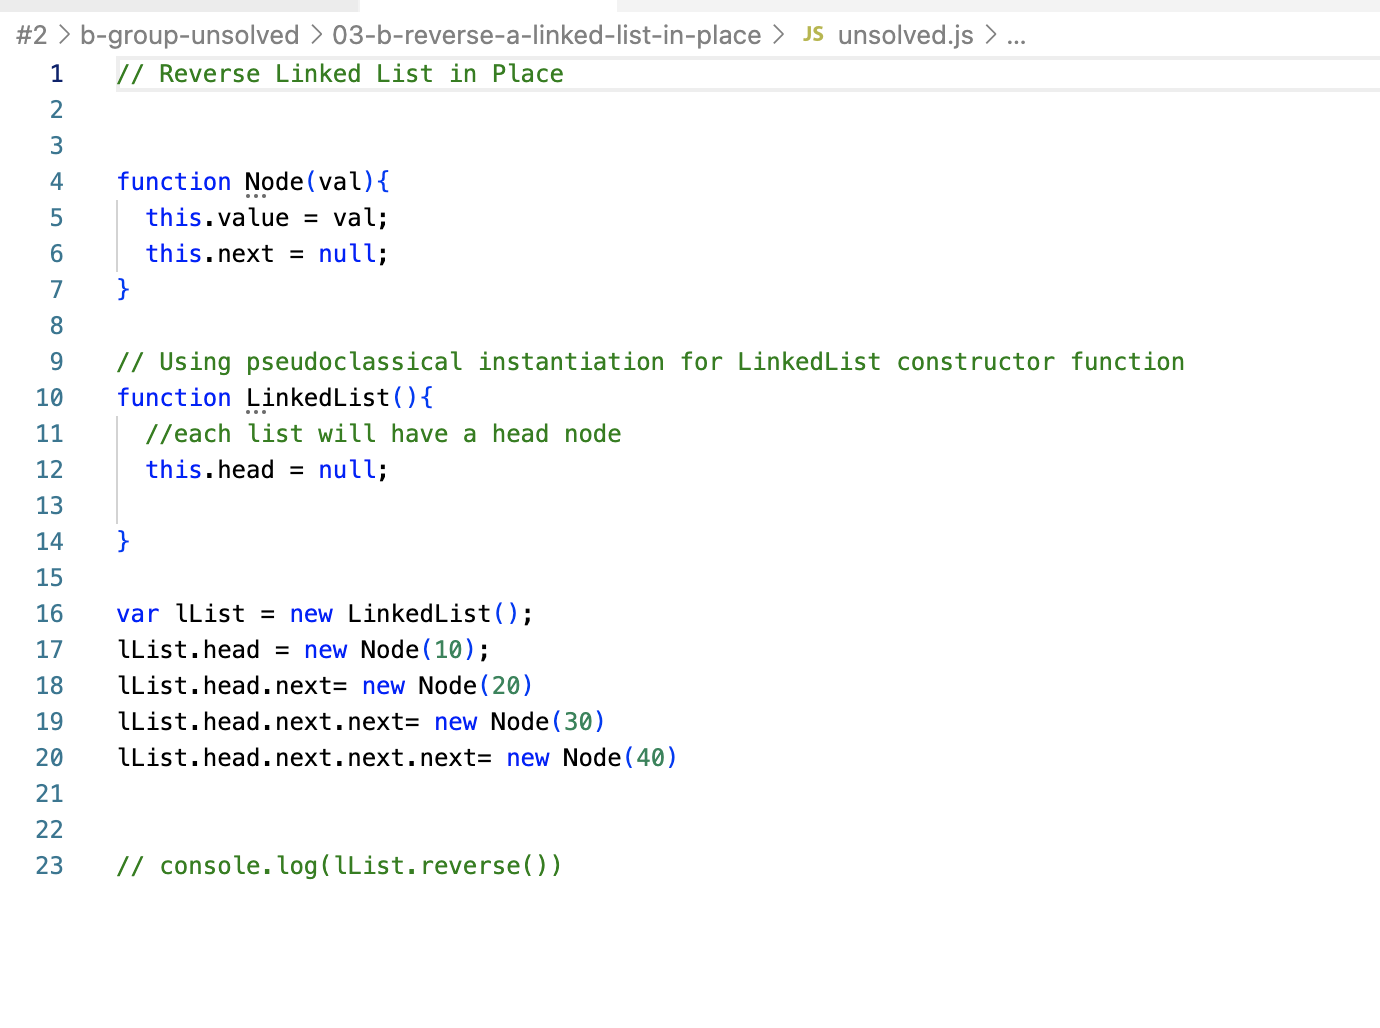 #2 > b-group-unsolved > 03-b-reverse-a-linked-list-in-place > JS unsolved.js > ...
1 // Reverse Linked List in Place
2
3
4 function Node(val){
5   this.value = val;
6   this.next = null;
7 }
8
9 // Using pseudoclassical instantiation for LinkedList constructor function
10 function LinkedList(){
11   //each list will have a head node
12   this.head = null;
13
14 }
15
16 var lList = new LinkedList();
17 lList.head = new Node(10);
18 lList.head.next= new Node(20)
19 lList.head.next.next= new Node(30)
20 lList.head.next.next.next= new Node(40)
21
22
23 // console.log(lList.reverse())